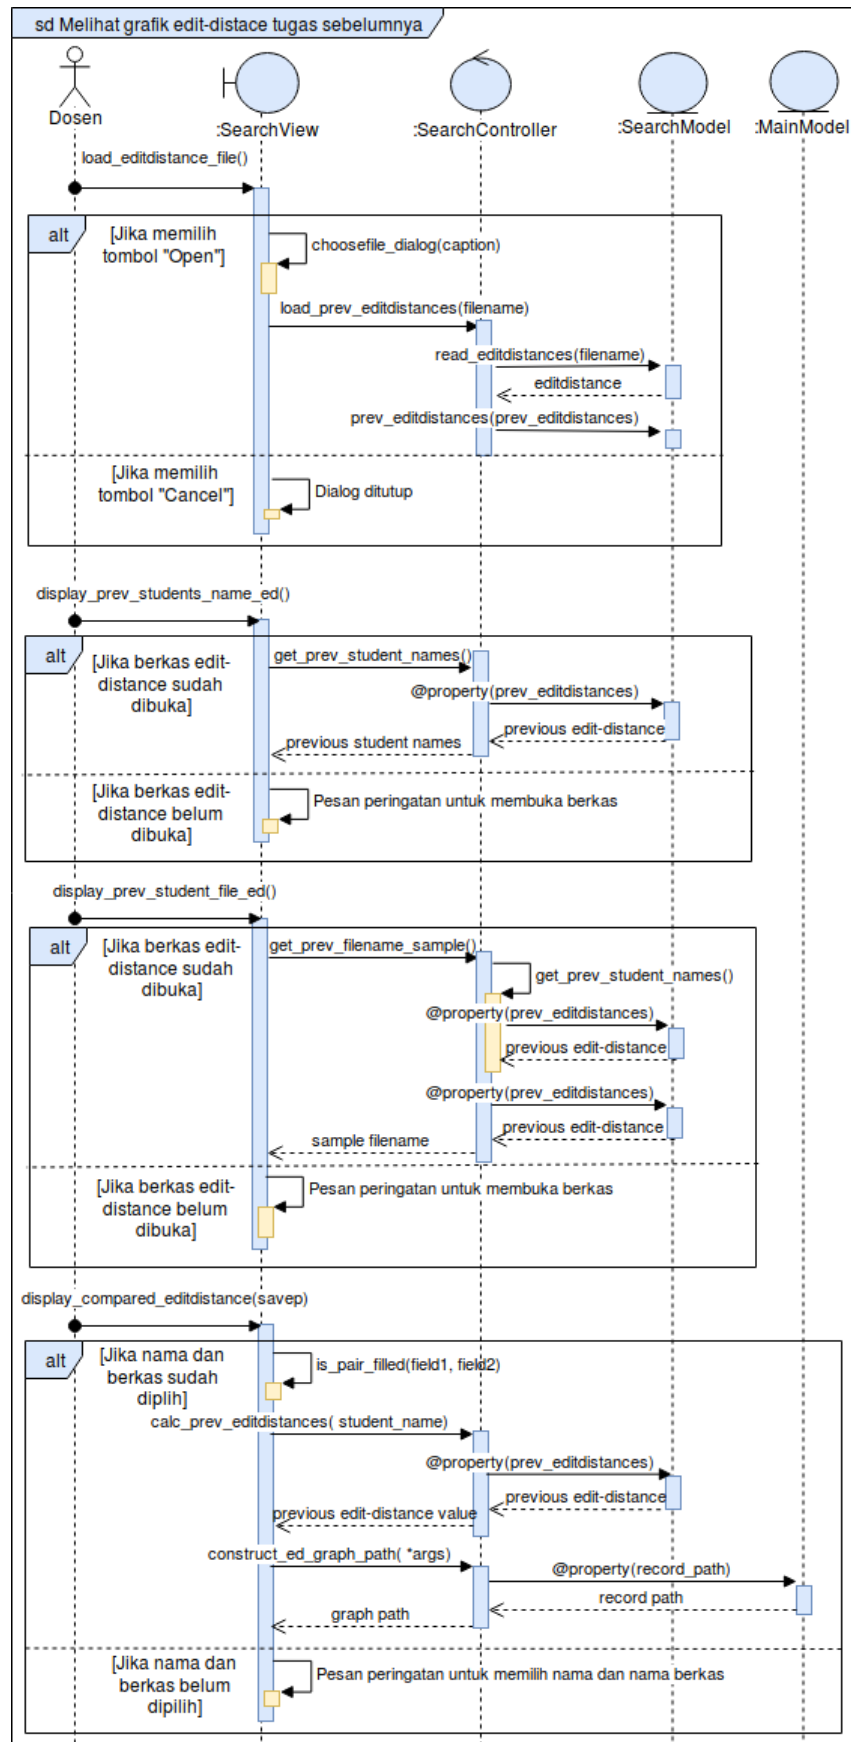 sd Melihat grafik edit-distace tugas sebelumnya
Dosen
:SearchView
:SearchController
:SearchModel
:MainModel
load_editdistance_file()
alt
[Jika memilih
tombol "Open"]
choosefile_dialog(caption)
load_prev_editdistances(filename)
read_editdistances(filename)
editdistance
prev_editdistances(prev_editdistances)
[Jika memilih
tombol "Cancel"]
Dialog ditutup
display_prev_students_name_ed()
alt
[Jika berkas edit-
distance sudah
dibuka]
get_prev_student_names()
@property(prev_editdistances)
previous edit-distance
previous student names
[Jika berkas edit-
distance belum
dibuka]
Pesan peringatan untuk membuka berkas
display_prev_student_file_ed()
alt
[Jika berkas edit-
distance sudah
dibuka]
get_prev_filename_sample()
get_prev_student_names()
@property(prev_editdistances)
previous edit-distance
@property(prev_editdistances)
previous edit-distance
sample filename
[Jika berkas edit-
distance belum
dibuka]
Pesan peringatan untuk membuka berkas
display_compared_editdistance(savep)
alt
[Jika nama dan
berkas sudah
diplih]
is_pair_filled(field1, field2)
calc_prev_editdistances( student_name)
@property(prev_editdistances)
previous edit-distance
previous edit-distance value
construct_ed_graph_path( *args)
@property(record_path)
record path
graph path
[Jika nama dan
berkas belum
dipilih]
Pesan peringatan untuk memilih nama dan nama berkas